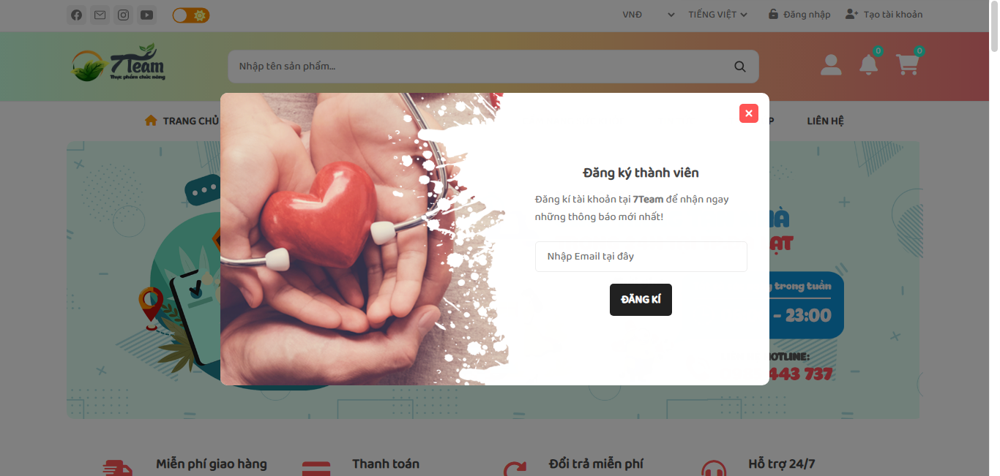 VNĐ
TIẾNG VIỆT
Đăng nhập
Tạo tài khoản
7Team
Thực phẩm chức năng
Nhập tên sản phẩm...
0
0
TRANG CHỦ
LIÊN HỆ
Đăng ký thành viên
Đăng kí tài khoản tại 7Team để nhận ngay
những thông báo mới nhất!
Nhập Email tại đây
ĐĂNG KÍ
trong tuần
- 23:00
443 737
Miễn phí giao hàng
Thanh toán
Đổi trả miễn phí
Hỗ trợ 24/7